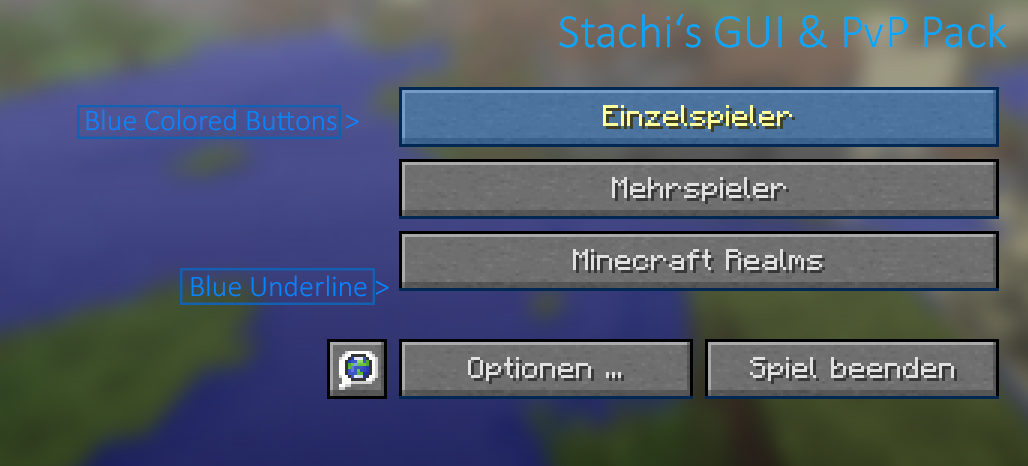 Stachi‘s GUI & PvP Pack
Blue Colored Buttons >
Einzelspieler
Mehrspieler
Minecraft Realms
Blue Underline >
Optionen ...
Spiel beenden